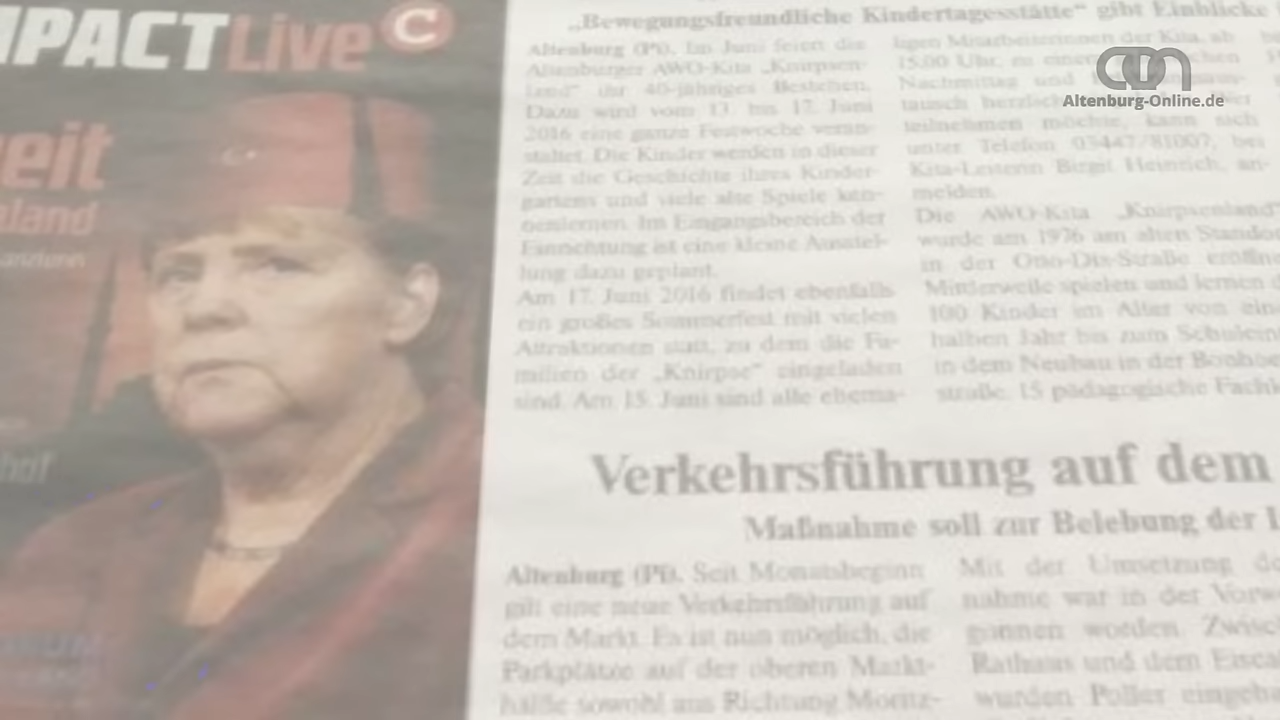 MPACTLive C
eit
land
hof
„Bewegungsfreundliche Kindertagesstätte“ gibt Einblicke
Altenburg (PI). Im Juni feiert die
Altenburger AWO-Kita „Knirpsen-
land“ ihr 40-jähriges Bestehen.
Dazu wird vom 13. bis 17. Juni
2016 eine ganze Festwoche veran-
staltet. Die Kinder werden in dieser
Zeit die Geschichte ihres Kinder-
gartens und viele alte Spiele ken-
nenlernen. Im Eingangsbereich der
Einrichtung ist eine kleine Ausstel-
lung dazu geplant.
Am 17. Juni 2016 findet ebenfalls
ein großes Sommerfest mit vielen
Attraktionen statt, zu dem die Fa-
milien der „Knirpse“ eingeladen
sind. Am 15. Juni sind alle ehema-
ligen Mitarbeiterinnen der Kita, ab
15.00 Uhr, zu einem
Nachmittag und
tausch herzlich
teilnehmen möchte, kann sich
unter Telefon 03447/81007, bei
Kita-Leiterin Birgit Heinrich, an-
melden.
Die AWO-Kita „Knirpsenland“
wurde am 1976 am alten Standor
in der Otto-Dix-Straße eröffne
Mittlerweile spielen und lernen
100 Kinder im Alter von ein
halben Jahr bis zum Schulein
in dem Neubau in der Bonhoe
straße. 15 pädagogische Fach
Altenburg-Online.de
Verkehrsführung auf dem
Maßnahme soll zur Belebung der
Altenburg (PI). Seit Monatsbeginn
gilt eine neue Verkehrsführung auf
dem Markt. Es ist nun möglich, die
Parkplätze auf der oberen Markt-
hälfte sowohl aus Richtung Moritz-
Mit der Umsetzung de
nahme war in der Vorw
gonnen worden. Zwisc
Rathaus und dem Eisca
wurden Poller eingeba